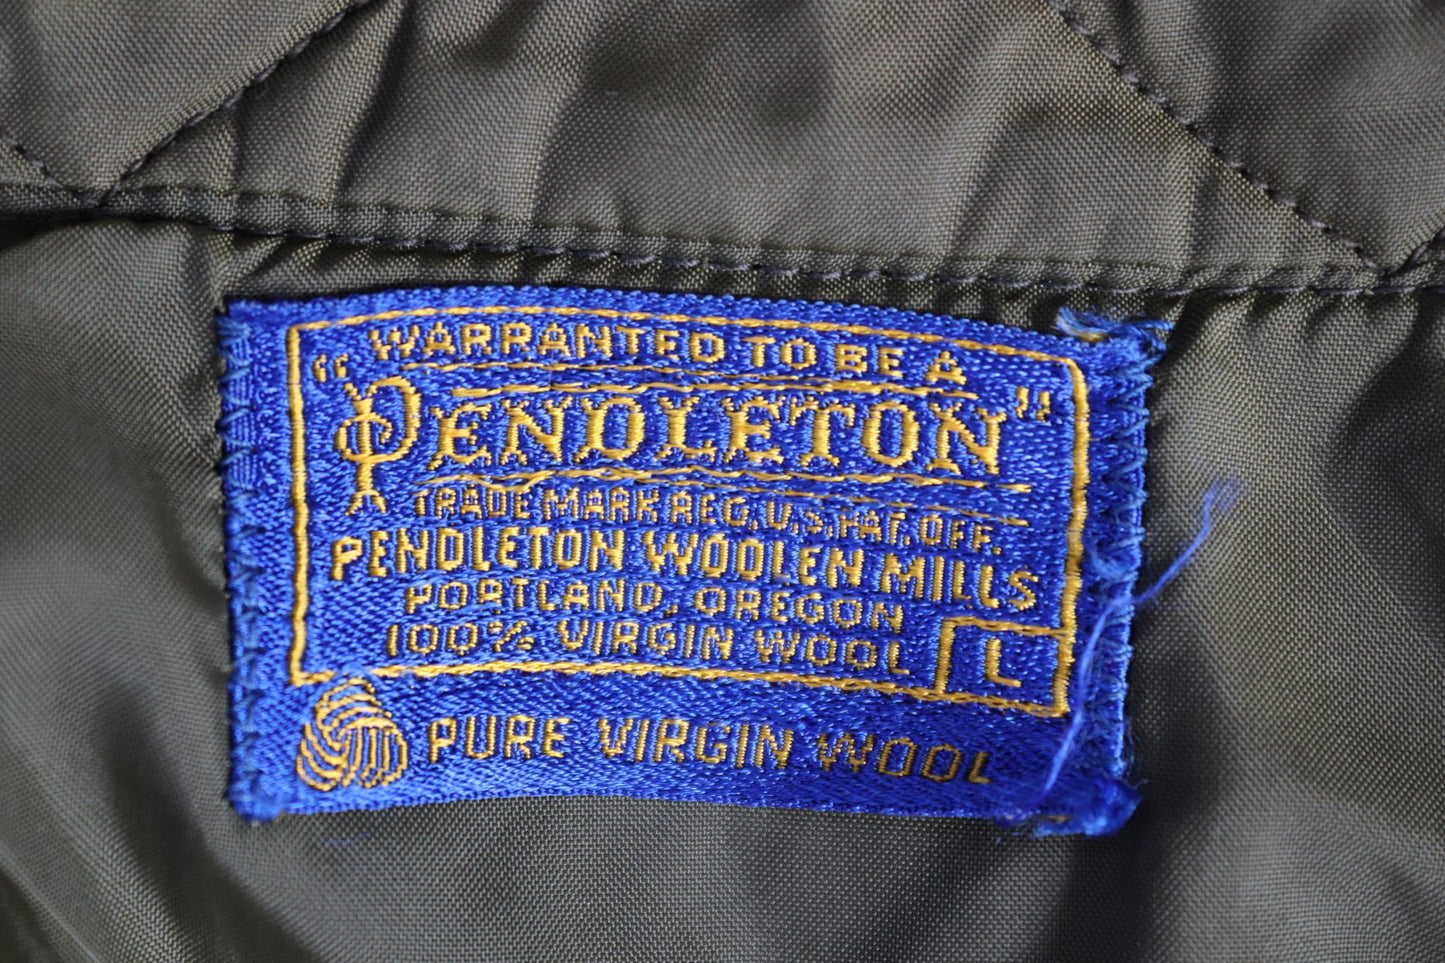 WARRANTED TO BE A
"PENDLETON"
TRADE MARK REG. U.S. PAT. OFF.
PENDLETON WOOLEN MILLS
PORTLAND, OREGON
100% VIRGIN WOOL
L
PURE VIRGIN WOOL